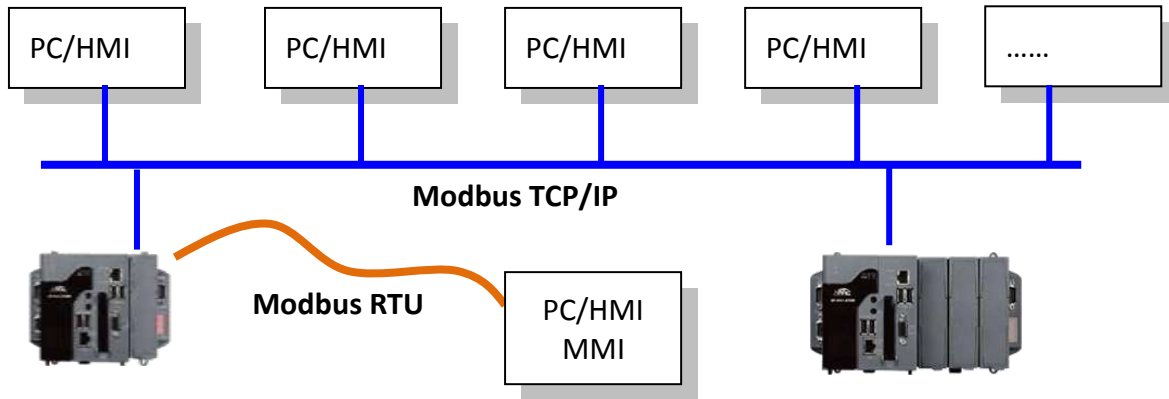 PC/HMI
PC/HMI
PC/HMI
PC/HMI
......
Modbus TCP/IP
Modbus RTU
PC/HMI
MMI